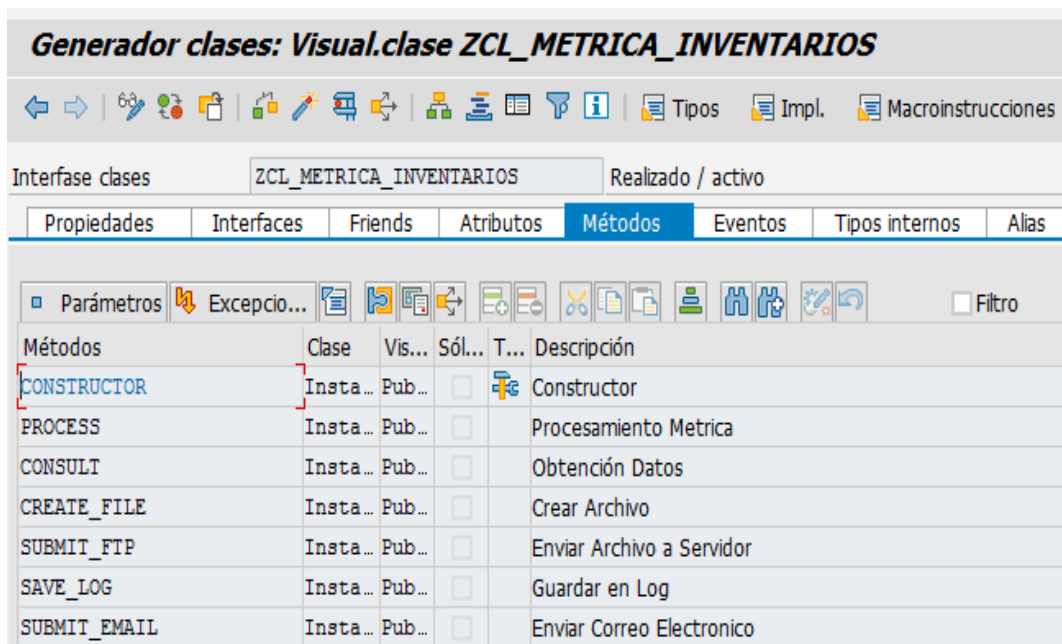 Generador clases: Visual.clase ZCL_METRICA_INVENTARIOS
Tipos Impl. Macroinstrucciones
Interfase clases ZCL_METRICA_INVENTARIOS Realizado / activo
Propiedades Interfaces Friends Atributos Métodos Eventos Tipos internos Alias
Parámetros Excepcio... Filtro
Métodos Clase Vis... Sól... T... Descripción
CONSTRUCTOR Insta… Pub… Constructor
PROCESS Insta… Pub… Procesamiento Metrica
CONSULT Insta… Pub… Obtención Datos
CREATE_FILE Insta… Pub… Crear Archivo
SUBMIT_FTP Insta… Pub… Enviar Archivo a Servidor
SAVE_LOG Insta… Pub… Guardar en Log
SUBMIT_EMAIL Insta… Pub… Enviar Correo Electronico